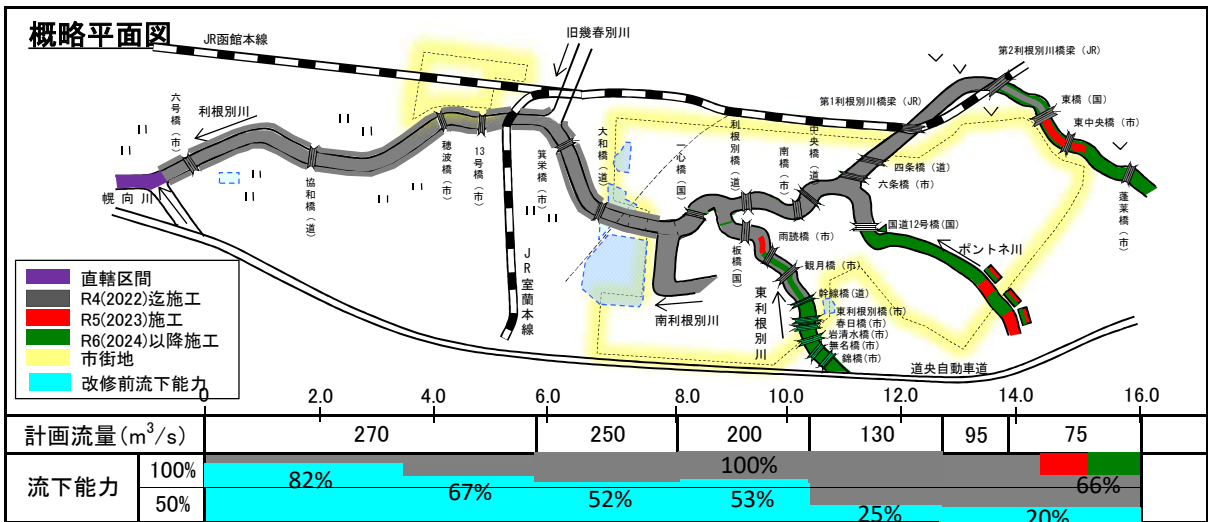 概略平面図
JR函館本線
旧幾春別川
第2利根別川橋梁(JR)
第1利根別川橋梁(JR)
東橋(国)
東中央橋(市)
蓬莱橋(市)
六号橋(市)
利根別川
協和橋(道)
穂波橋(市)
13号橋(市)
箕栄橋(市)
大和橋(道)
一心橋(国)
利根別橋(道)
南橋(市)
中央橋(道)
四条橋(道)
六条橋(市)
国道12号橋(国)
ポントネ川
幌向川
JR室蘭本線
南利根別川
板橋(国)
東利根別川
雨読橋(市)
観月橋(市)
幹線橋(道)
東利根別橋(市)
春日橋(市)
岩清水橋(市)
無名橋(市)
錦橋(市)
道央自動車道
直轄区間
R4(2022)迄施工
R5(2023)施工
R6(2024)以降施工
市街地
改修前流下能力
0 2.0 4.0 6.0 8.0 10.0 12.0 14.0 16.0
計画流量(m³/s) 270 250 200 130 95 75
流下能力
100%
50%
100%
82% 67% 52% 53% 25% 20% 66%